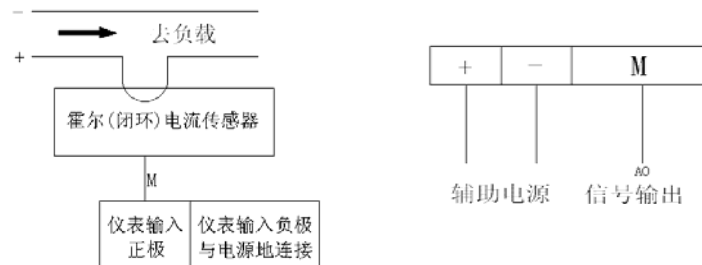 −
去负载
+
霍尔(闭环)电流传感器
M
仪表输入
正极
仪表输入负极
与电源地连接
+ − M
AO
辅助电源 信号输出